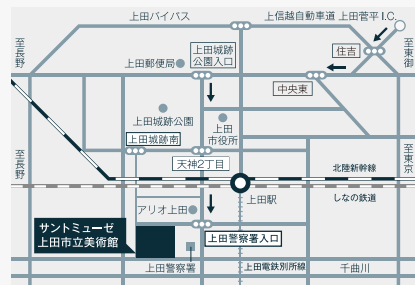 上田バイパス
上信越自動車道 上田菅平 I.C.
至長野
上田郵便局
上田城跡
公園入口
住吉
至東御
中央東
上田城跡公園
上田
市役所
上田城跡南
天神2丁目
北陸新幹線
至長野
上田駅
しなの鉄道
至東京
アリオ上田
サントミューゼ
上田市立美術館
上田警察署入口
上田警察署
上田電鉄別所線
千曲川